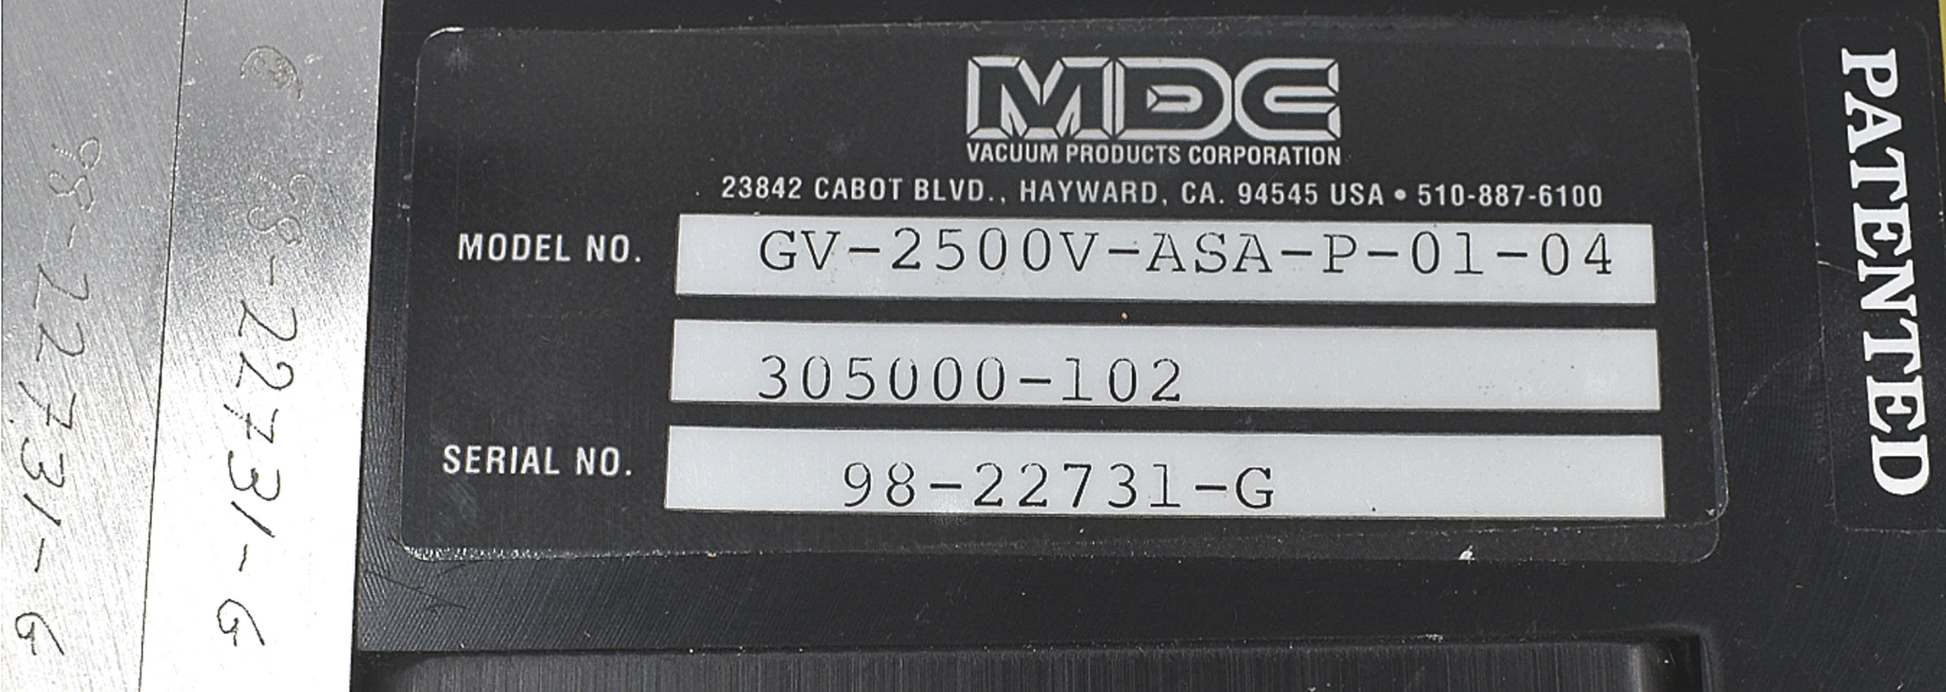 MDC
VACUUM PRODUCTS CORPORATION
23842 CABOT BLVD., HAYWARD, CA. 94545 USA • 510-887-6100
MODEL NO. GV-2500V-ASA-P-01-04
305000-102
SERIAL NO. 98-22731-G
PATENTED
98-22731-G
98-22731-G